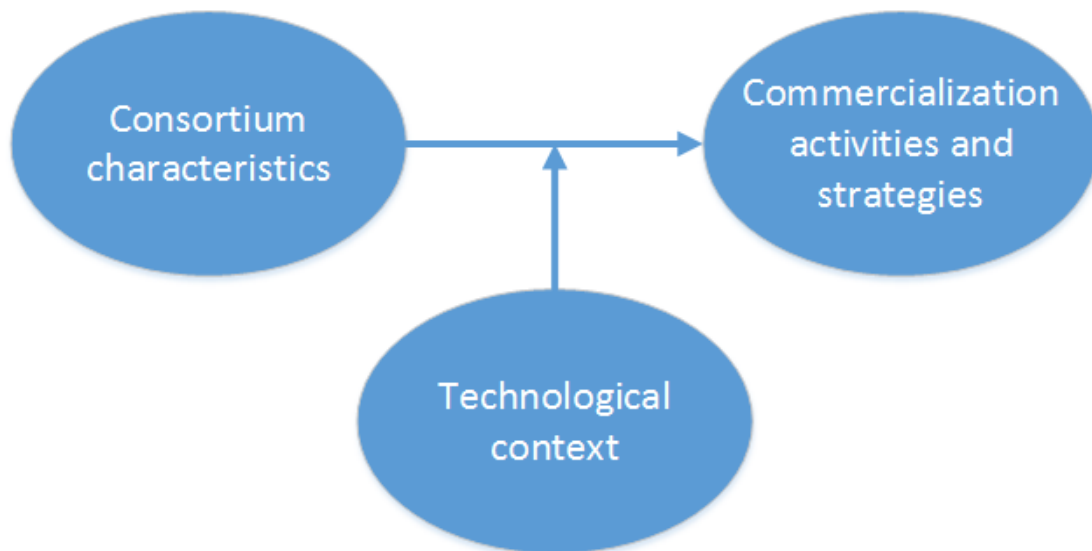 Consortium
characteristics
Commercialization
activities and
strategies
Technological
context